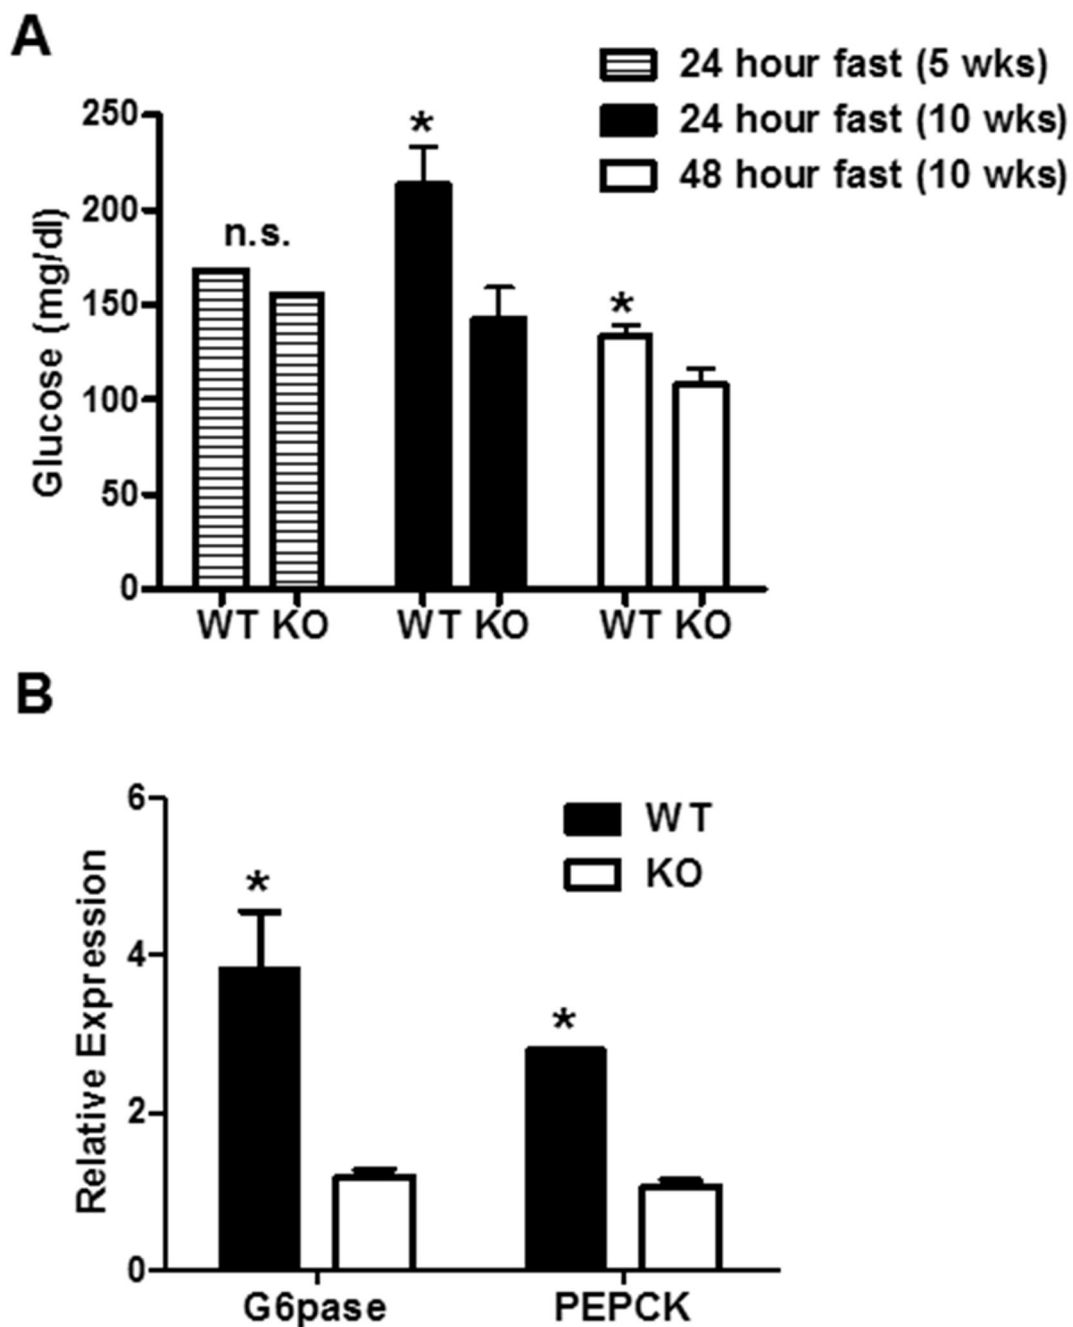 A
24 hour fast (5 wks)
24 hour fast (10 wks)
48 hour fast (10 wks)
Glucose (mg/dl)
250
200
150
100
50
0
n.s.
*
*
WT KO WT KO WT KO
B
WT
KO
Relative Expression
6
4
2
0
*
*
G6pase PEPCK